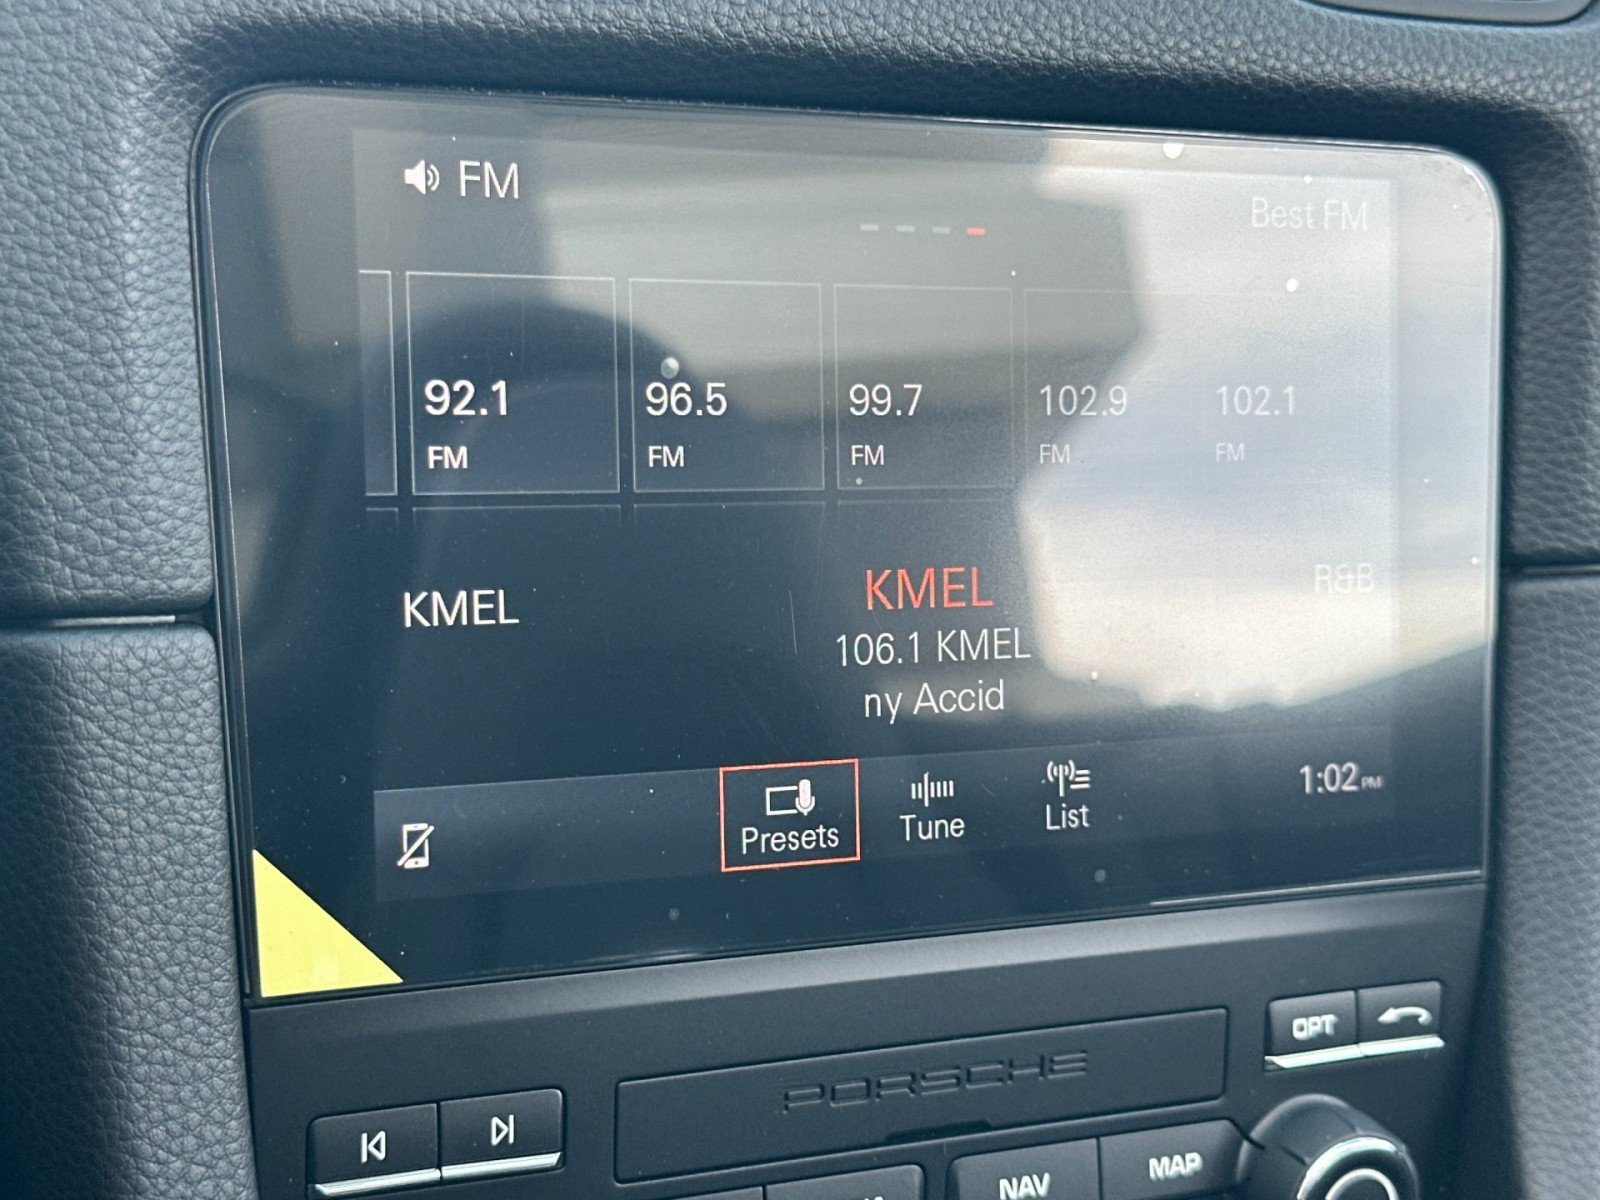 FM
Best FM
92.1 96.5 99.7 102.9 102.1
FM FM FM FM FM
KMEL
KMEL
R&B
106.1 KMEL
ny Accid
Presets Tune List
1:02 PM
OPT
PORSCHE
NAV MAP